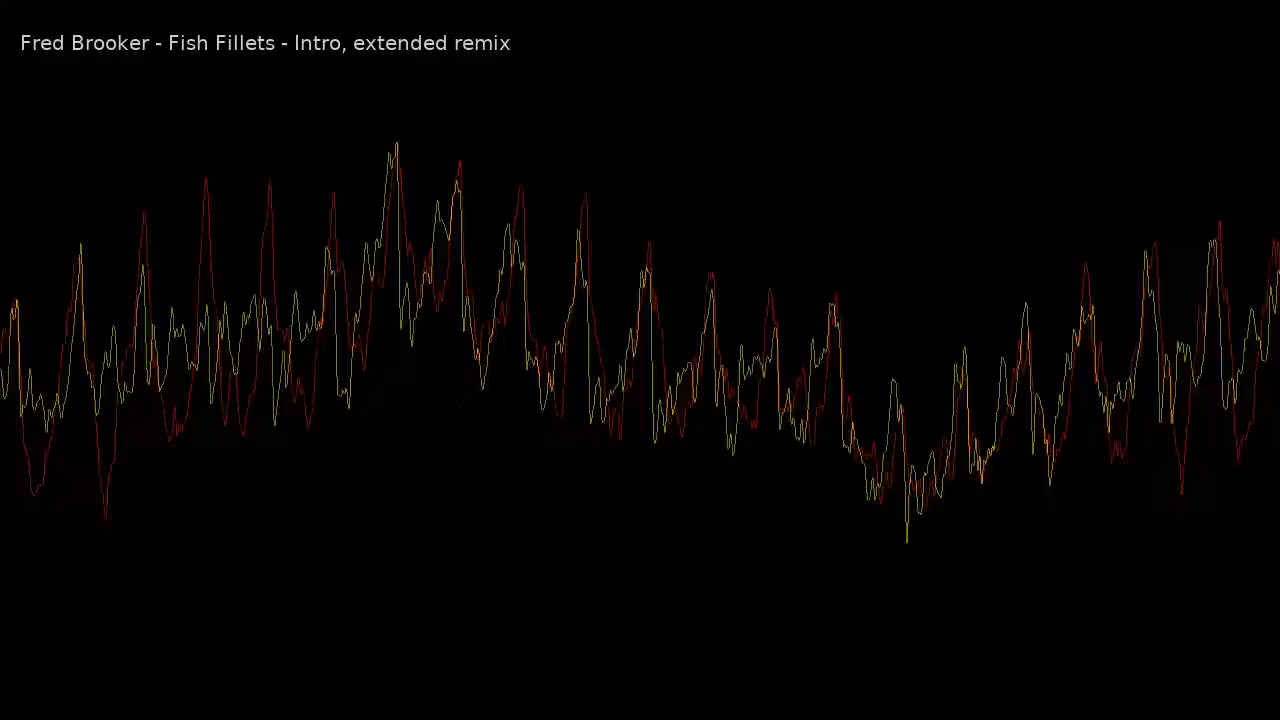 Fred Brooker - Fish Fillets - Intro, extended remix